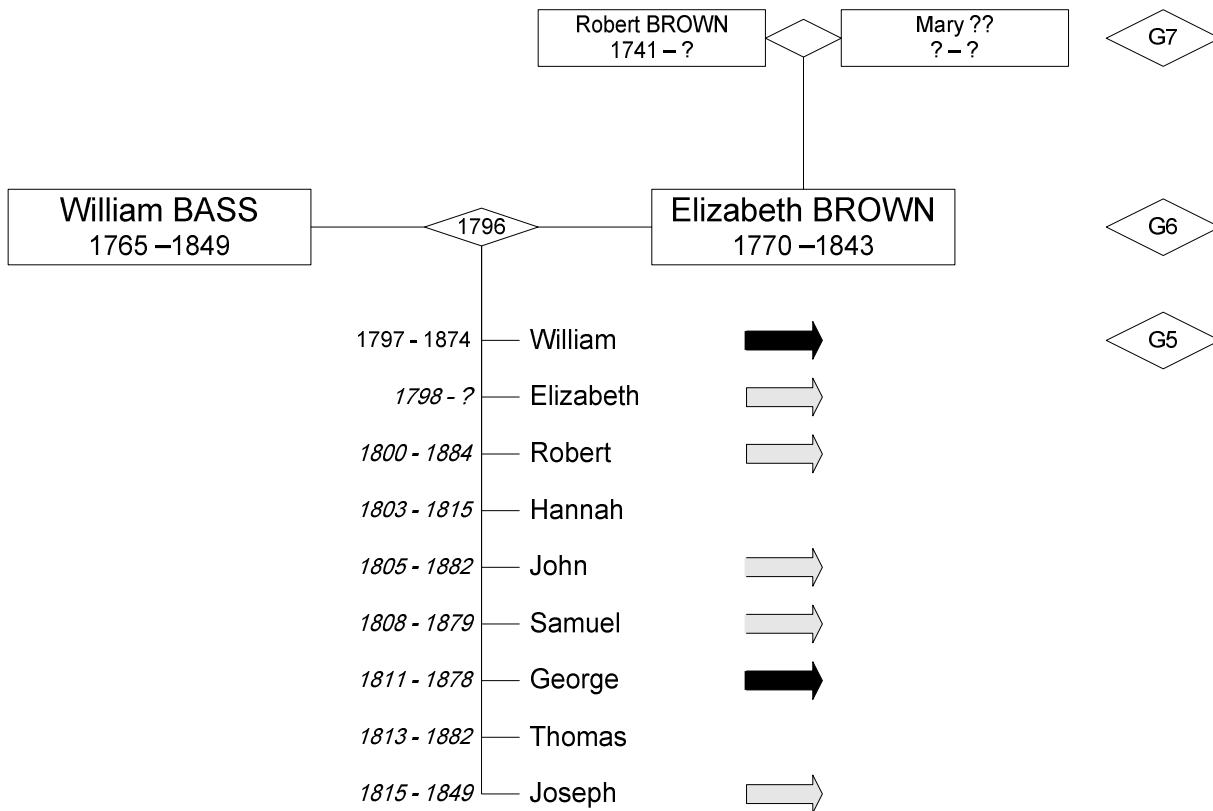 Robert BROWN
1741 – ?
Mary ??
? – ?
G7
William BASS
1765 –1849
1796
Elizabeth BROWN
1770 –1843
G6
1797 - 1874 William
G5
1798 - ? Elizabeth
1800 - 1884 Robert
1803 - 1815 Hannah
1805 - 1882 John
1808 - 1879 Samuel
1811 - 1878 George
1813 - 1882 Thomas
1815 - 1849 Joseph